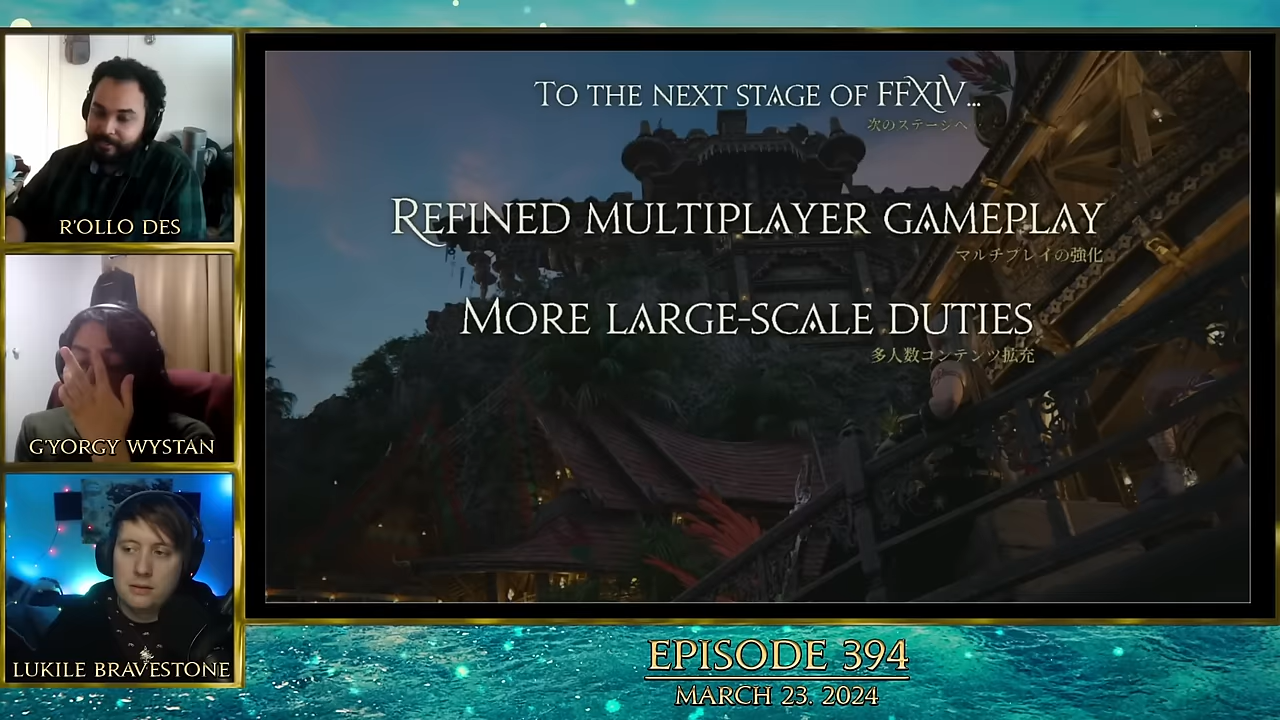 R'OLLO DES
G'YORGY WYSTAN
LUKILE BRAVESTONE
TO THE NEXT STAGE OF FFXIV...
次のステージへ
REFINED MULTIPLAYER GAMEPLAY
マルチプレイの強化
MORE LARGE-SCALE DUTIES
多人数コンテンツ拡充
EPISODE 394
MARCH 23. 2024